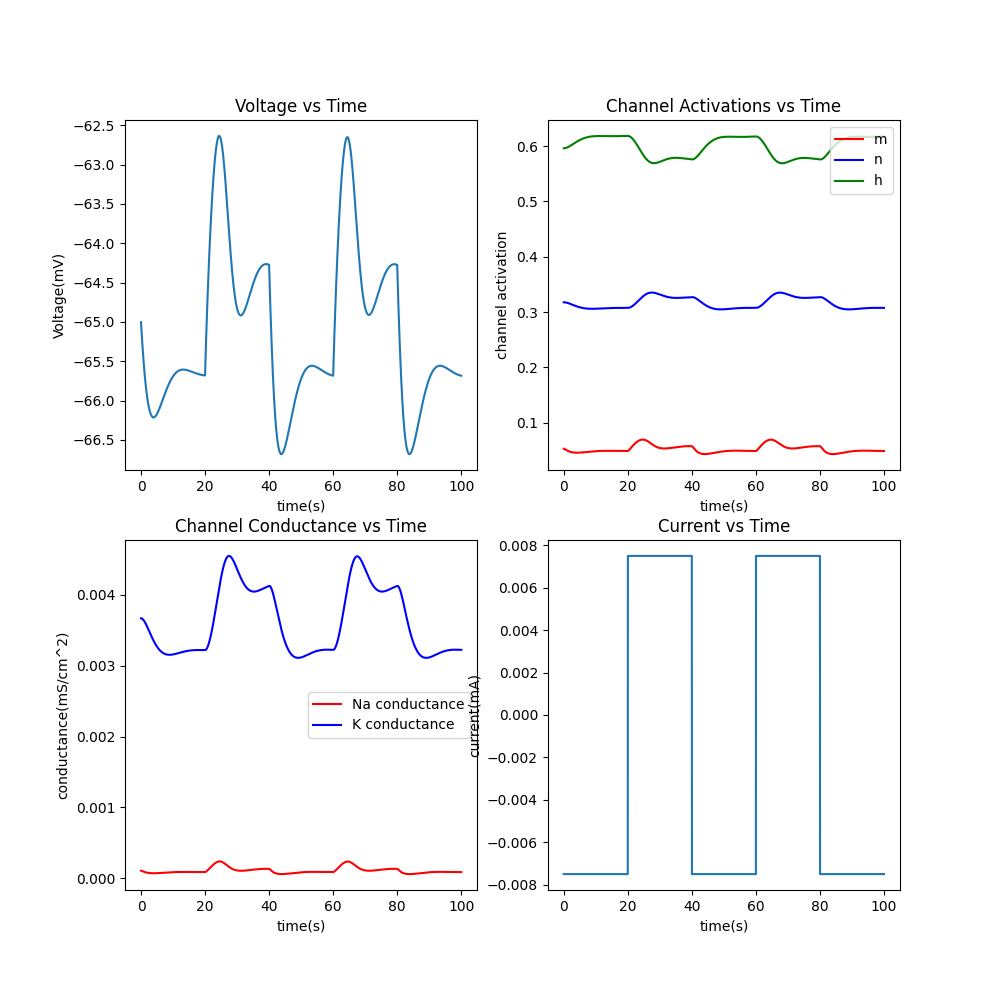 Voltage vs Time
−62.5
−63.0
−63.5
−64.0
−64.5
−65.0
−65.5
−66.0
−66.5
Voltage(mV)
0 20 40 60 80 100
time(s)
Channel Activations vs Time
0.6
0.5
0.4
0.3
0.2
0.1
channel activation
m
n
h
0 20 40 60 80 100
time(s)
Channel Conductance vs Time
0.004
0.003
0.002
0.001
0.000
conductance(mS/cm^2)
Na conductance
K conductance
0 20 40 60 80 100
time(s)
Current vs Time
0.008
0.006
0.004
0.002
0.000
−0.002
−0.004
−0.006
−0.008
current(mA)
0 20 40 60 80 100
time(s)